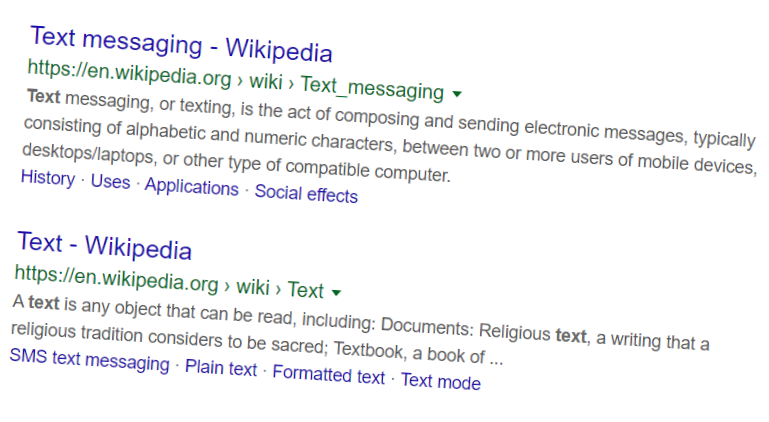 Text messaging - Wikipedia
https://en.wikipedia.org › wiki › Text_messaging
Text messaging, or texting, is the act of composing and sending electronic messages, typically
consisting of alphabetic and numeric characters, between two or more users of mobile devices,
desktops/laptops, or other type of compatible computer.
History · Uses · Applications · Social effects
Text - Wikipedia
https://en.wikipedia.org › wiki › Text
A text is any object that can be read, including: Documents: Religious text, a writing that a
religious tradition considers to be sacred; Textbook, a book of ...
SMS text messaging · Plain text · Formatted text · Text mode